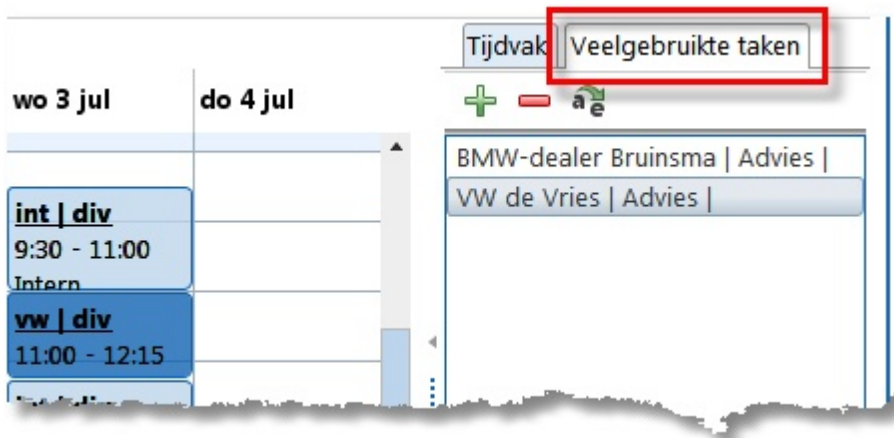 Tijdvak Veelgebruikte taken
wo 3 jul do 4 jul
a e
BMW-dealer Bruinsma | Advies |
VW de Vries | Advies |
int | div
9:30 - 11:00
Intern
vw | div
11:00 - 12:15